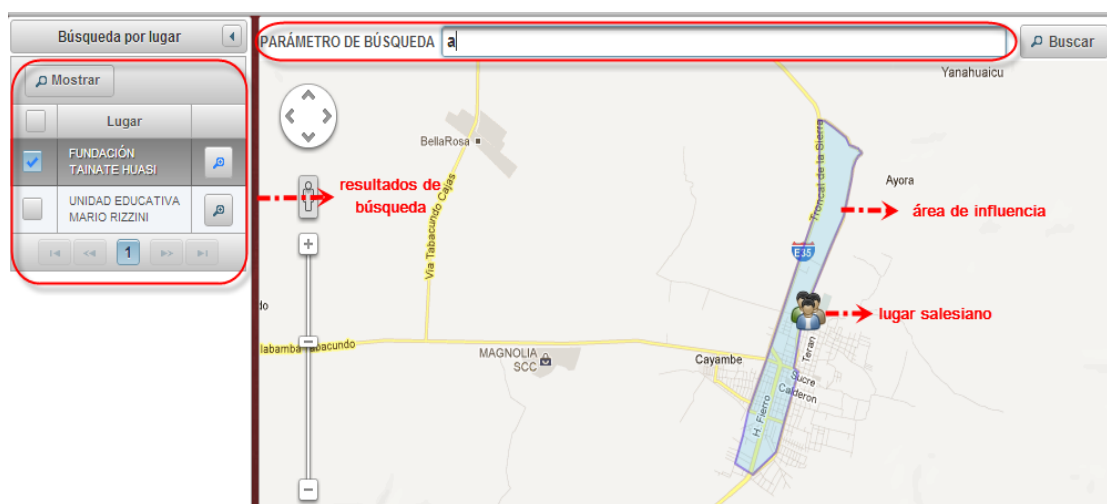 Búsqueda por lugar
Mostrar
Lugar
FUNDACIÓN
TAINATE HUASI
UNIDAD EDUCATIVA
MARIO RIZZINI
1
PARÁMETRO DE BÚSQUEDA a
Buscar
Yanahuaicu
BellaRosa
resultados de
búsqueda
Via Tabacundo Cajas
Troncal de la Sierra
Ayora
área de influencia
E35
lugar salesiano
do
labamba Tabacundo
MAGNOLIA
SCC
Cayambe
Teran
Sucre
Calderon
H. Fierro